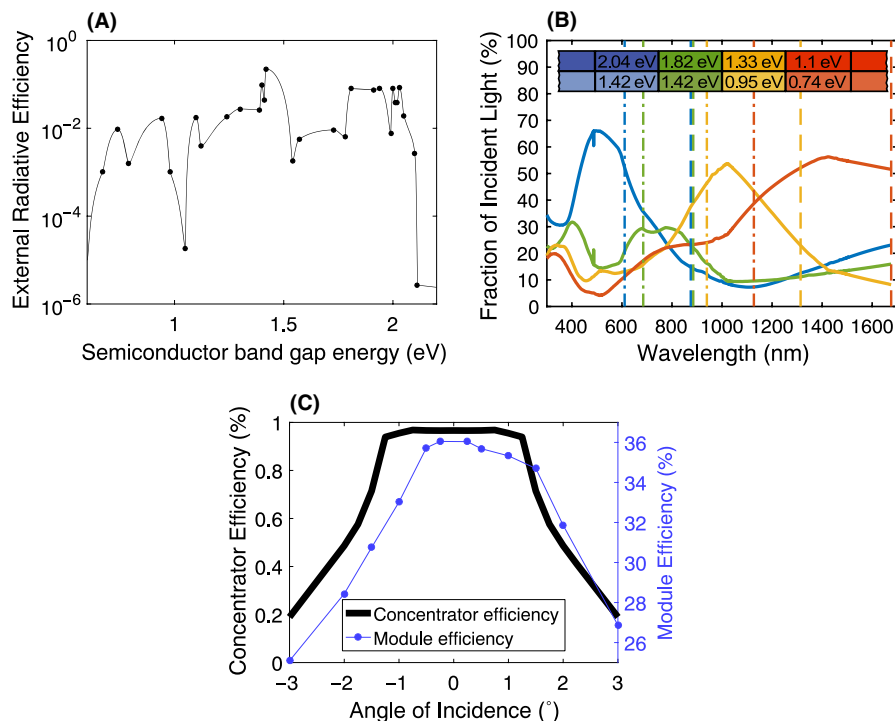 (A)
10^0
10^-2
10^-4
10^-6
External Radiative Efficiency
1
1.5
2
Semiconductor band gap energy (eV)
(B)
100
90
80
70
60
50
40
30
20
10
0
Fraction of Incident Light (%)
2.04 eV 1.82 eV 1.33 eV 1.1 eV
1.42 eV 1.42 eV 0.95 eV 0.74 eV
400 600 800 1000 1200 1400 1600
Wavelength (nm)
(C)
1
0.8
0.6
0.4
0.2
0
Concentrator Efficiency (%)
36
34
32
30
28
26
Module Efficiency (%)
Concentrator efficiency
Module efficiency
−3 −2 −1 0 1 2 3
Angle of Incidence (°)